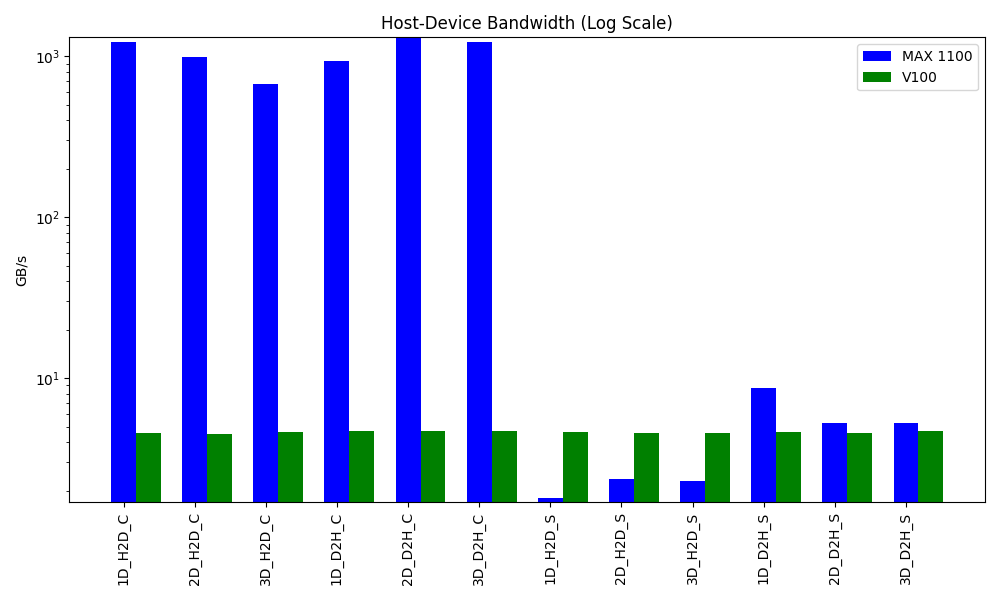 Host-Device Bandwidth (Log Scale)
MAX 1100
V100
GB/s
10³
10²
10¹
1D_H2D_C
2D_H2D_C
3D_H2D_C
1D_D2H_C
2D_D2H_C
3D_D2H_C
1D_H2D_S
2D_H2D_S
3D_H2D_S
1D_D2H_S
2D_D2H_S
3D_D2H_S